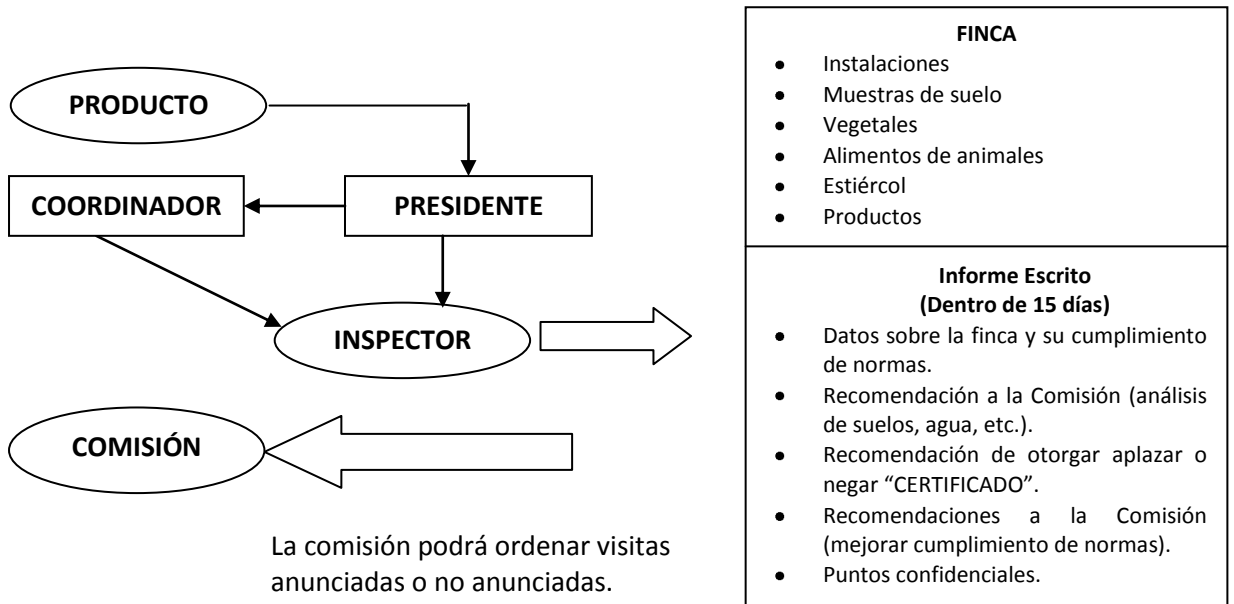 PRODUCTO
COORDINADOR
PRESIDENTE
INSPECTOR
COMISIÓN
La comisión podrá ordenar visitas
anunciadas o no anunciadas.
FINCA
• Instalaciones
• Muestras de suelo
• Vegetales
• Alimentos de animales
• Estiércol
• Productos
Informe Escrito
(Dentro de 15 días)
• Datos sobre la finca y su cumplimiento
de normas.
• Recomendación a la Comisión (análisis
de suelos, agua, etc.).
• Recomendación de otorgar aplazar o
negar “CERTIFICADO”.
• Recomendaciones a la Comisión
(mejorar cumplimiento de normas).
• Puntos confidenciales.